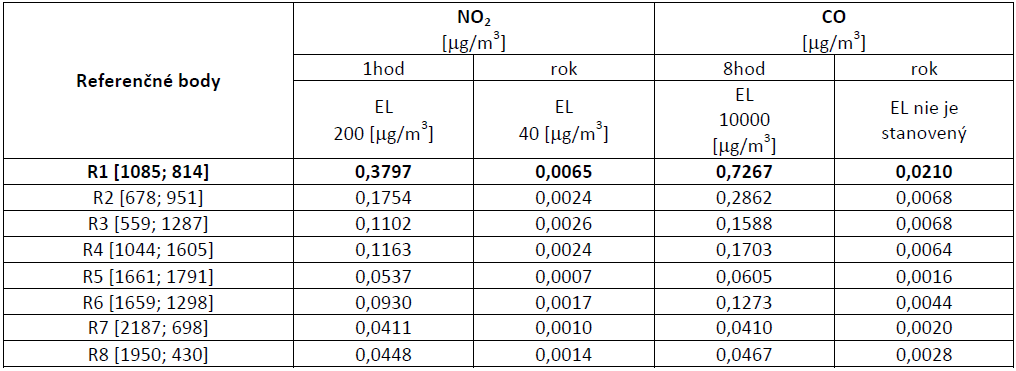 Referenčné body NO₂ [µg/m³] CO [µg/m³]
1hod rok 8hod rok
EL 200 [µg/m³] EL 40 [µg/m³] EL 10000 [µg/m³] EL nie je stanovený
R1 [1085; 814] 0,3797 0,0065 0,7267 0,0210
R2 [678; 951] 0,1754 0,0024 0,2862 0,0068
R3 [559; 1287] 0,1102 0,0026 0,1588 0,0068
R4 [1044; 1605] 0,1163 0,0024 0,1703 0,0064
R5 [1661; 1791] 0,0537 0,0007 0,0605 0,0016
R6 [1659; 1298] 0,0930 0,0017 0,1273 0,0044
R7 [2187; 698] 0,0411 0,0010 0,0410 0,0020
R8 [1950; 430] 0,0448 0,0014 0,0467 0,0028